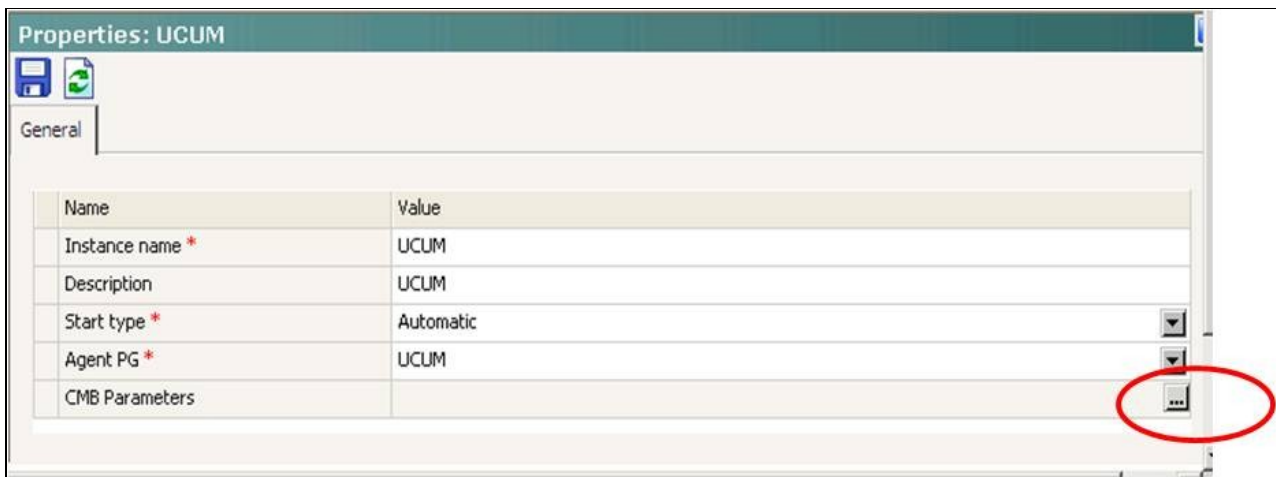 Properties: UCUM
General
Name Value
Instance name * UCUM
Description UCUM
Start type * Automatic
Agent PG * UCUM
CMB Parameters ...